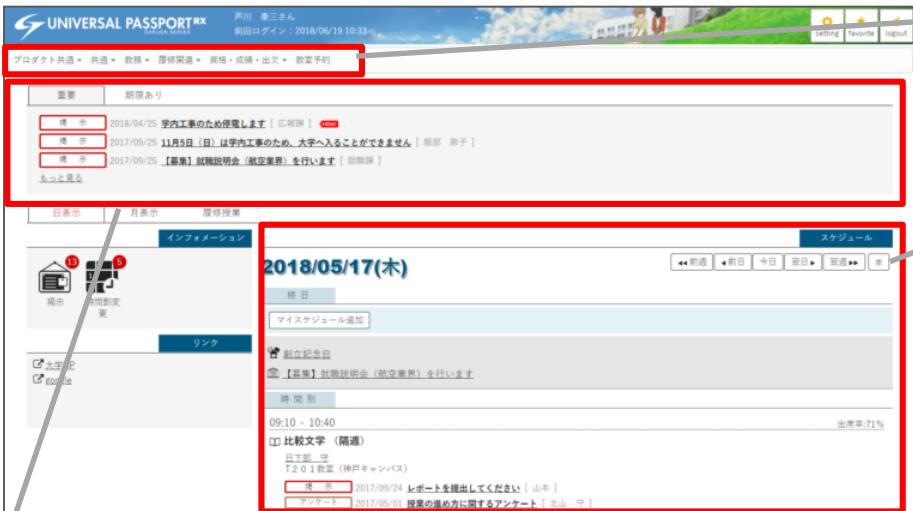 UNIVERSAL PASSPORT RX
GAKUEN SERIES
戸川 泰三さん
前回ログイン：2018/06/19 10:33
setting favorite logout
プロダクト共通 共通 教務 履修関連 資格・成績・出欠 教室予約
重要 期限あり
掲示 2018/04/25 学内工事のため停電します [ 広報課 ]
掲示 2017/09/25 11月5日（日）は学内工事のため、大学へ入ることができません [ 服部 麻子 ]
掲示 2017/09/25 【募集】就職説明会（航空業界）を行います [ 就職課 ]
もっと見る
日表示 月表示 履修授業
インフォメーション
13
5
掲示
時間割変
更
リンク
google
スケジュール
2018/05/17(木)
前週 前日 今日 翌日 翌週
終日
マイスケジュール追加
創立記念日
【募集】就職説明会（航空業界）を行います
時間別
09:10 - 10:40 出席率:71%
比較文学 （隔週）
日下部 守
T２０１教室（神戸キャンパス）
掲示 2017/09/24 レポートを提出してください [ 山本 ]
アンケート 2017/05/01 授業の進め方に関するアンケート [ 北山 守 ]